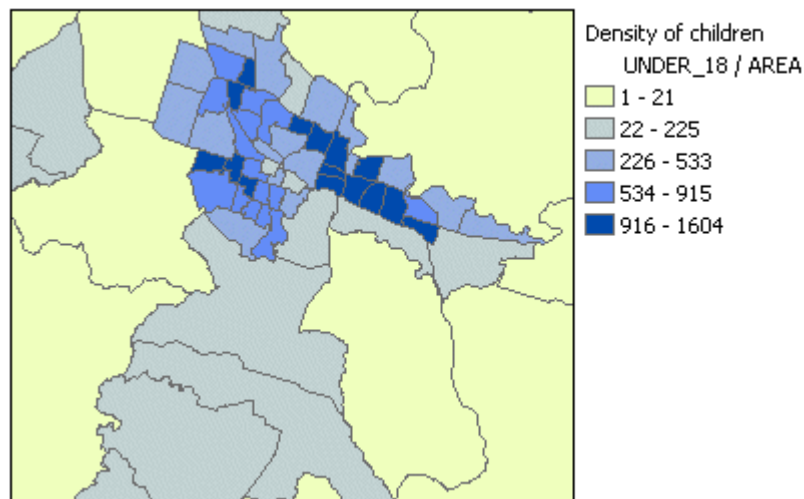 Density of children
UNDER_18 / AREA
1 - 21
22 - 225
226 - 533
534 - 915
916 - 1604